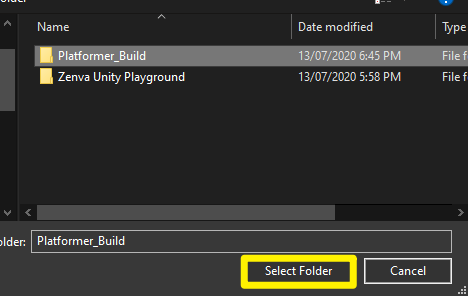 older
Name Date modified Type
Platformer_Build 13/07/2020 6:45 PM File f
Zenva Unity Playground 13/07/2020 5:58 PM File f
older: Platformer_Build
Select Folder Cancel